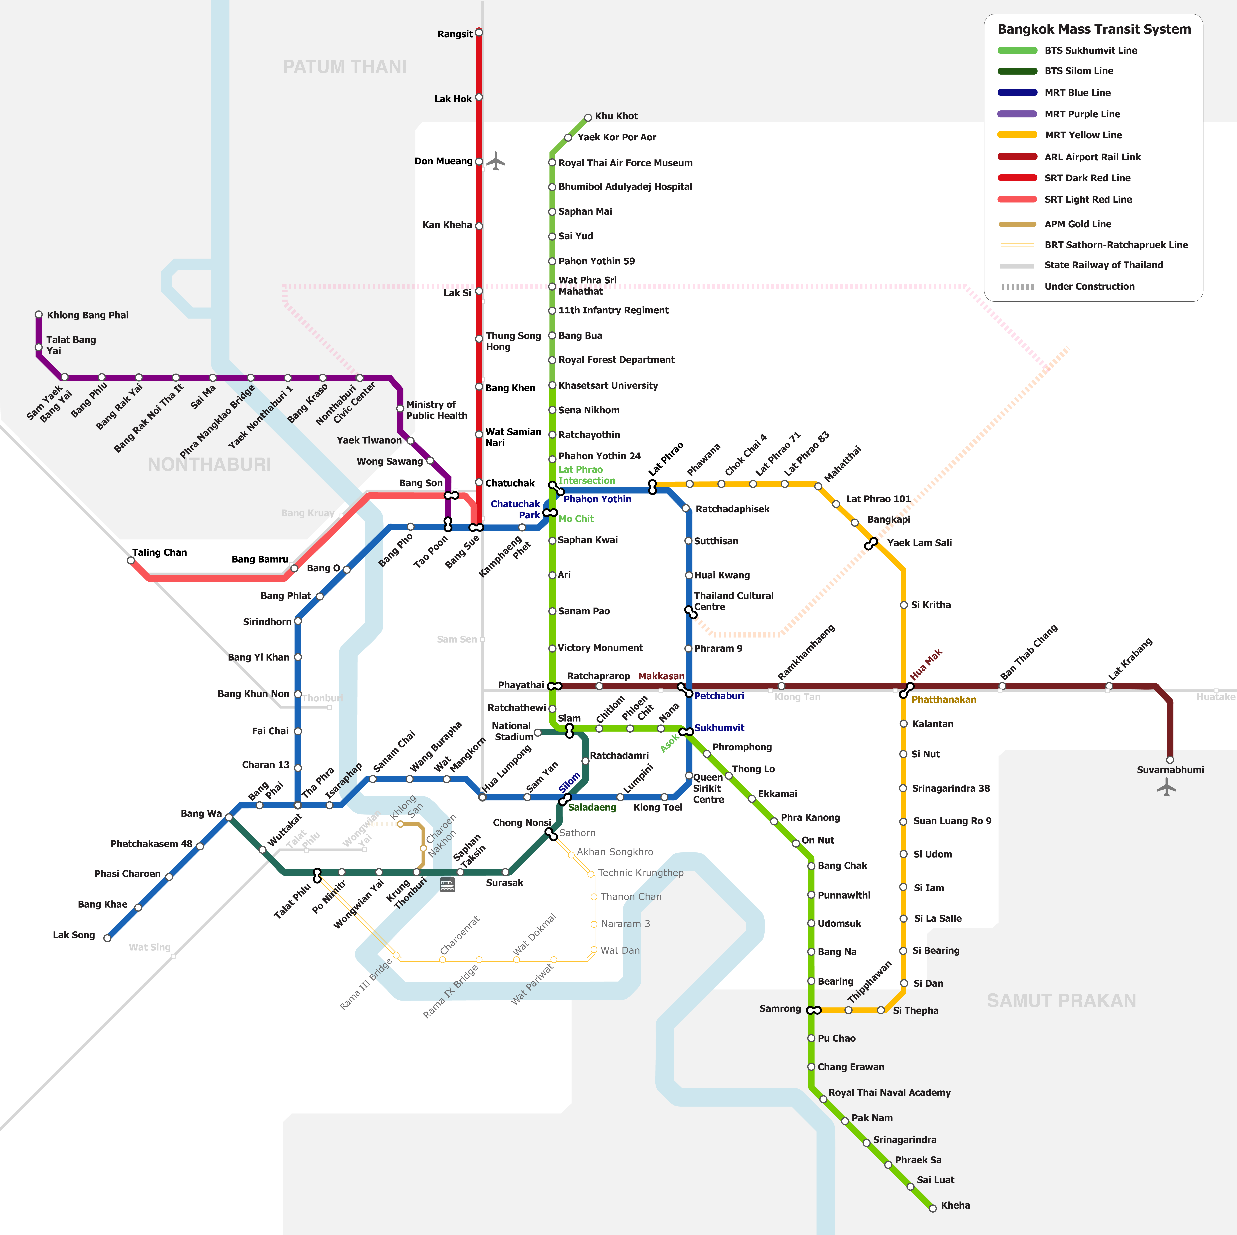 Bangkok Mass Transit System
BTS Sukhumvit Line
BTS Silom Line
MRT Blue Line
MRT Purple Line
MRT Yellow Line
ARL Airport Rail Link
SRT Dark Red Line
SRT Light Red Line
APM Gold Line
BRT Sathorn-Ratchapruek Line
State Railway of Thailand
Under Construction
PATUM THANI
NONTHABURI
SAMUT PRAKAN
Rangsit
Lak Hok
Don Mueang
Kan Kheha
Lak Si
Thung Song
Hong
Bang Khen
Wat Samian
Nari
Chatuchak
Khu Khot
Yaek Kor Por Aor
Royal Thai Air Force Museum
Bhumibol Adulyadej Hospital
Saphan Mai
Sai Yud
Pahon Yothin 59
Wat Phra Sri
Mahathat
11th Infantry Regiment
Bang Bua
Royal Forest Department
Khasetsart University
Sena Nikhom
Ratchayothin
Phahon Yothin 24
Lat Phrao
Intersection
Phahon Yothin
Chatuchak
Park
Mo Chit
Saphan Kwai
Ari
Sanam Pao
Victory Monument
Phayathai
Ratchathewi
Siam
National
Stadium
Khlong Bang Phai
Talat Bang
Yai
Sam Yaek
Bang Yai
Bang Phlu
Bang Rak Yai
Bang Rak Noi Tha It
Sai Ma
Phra Nangklao Bridge
Yaek Nonthaburi 1
Bang Kraso
Nonthaburi
Civic Center
Ministry of
Public Health
Yaek Tiwanon
Wong Sawang
Bang Son
Tao Poon
Bang Sue
Kamphaeng
Phet
Bang Pho
Bang Kruay
Taling Chan
Bang Bamru
Bang O
Bang Phlat
Sirindhorn
Bang Yi Khan
Bang Khun Non
Thonburi
Fai Chai
Charan 13
Tha Phra
Bang
Phai
Isaraphap
Sanam Chai
Wang Burapha
Wat
Mangkorn
Hua Lumpong
Sam Yan
Silom
Saladaeng
Lumpini
Klong Toei
Queen
Sirikit
Centre
Sukhumvit
Asok
Petchaburi
Makkasan
Phraram 9
Thailand Cultural
Centre
Huai Kwang
Sutthisan
Ratchadaphisek
Lat Phrao
Phawana
Chok Chai 4
Lat Phrao 71
Lat Phrao 83
Mahatthai
Lat Phrao 101
Bangkapi
Yaek Lam Sali
Si Kritha
Hua Mak
Phatthanakan
Kalantan
Si Nut
Srinagarindra 38
Suan Luang Ro 9
Si Udom
Si Iam
Si La Salle
Si Bearing
Si Dan
Si Thepha
Thipphawan
Samrong
Ratchaprarop
Ramkhamhaeng
Klong Tan
Ban Thab Chang
Lat Krabang
Huatake
Suvarnabhumi
Sam Sen
Chitlom
Phloen
Chit
Nana
Ratchadamri
Phromphong
Thong Lo
Ekkamai
Phra Kanong
On Nut
Bang Chak
Punnawithi
Udomsuk
Bang Na
Bearing
Pu Chao
Chang Erawan
Royal Thai Naval Academy
Pak Nam
Srinagarindra
Phraek Sa
Sai Luat
Kheha
Bang Wa
Phetchakasem 48
Phasi Charoen
Bang Khae
Lak Song
Wuttakat
Talat
Phlu
Wongwian
Yai
Talat Phlu
Po Nimitr
Wongwian Yai
Krung
Thonburi
Saphan
Taksin
Surasak
Chong Nonsi
Khlong
San
Charoen
Nakhon
Wat Sing
Sathorn
Akhan Songkhro
Technic Krungthep
Thanon Chan
Nararam 3
Wat Dan
Wat Pariwat
Wat Dokmai
Rama IX Bridge
Charoenrat
Rama III Bridge